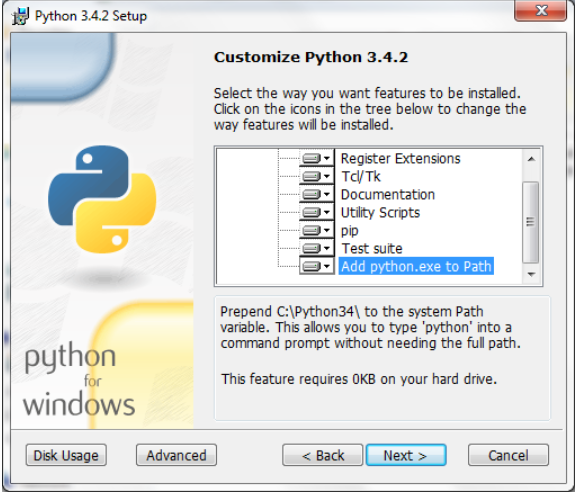 Python 3.4.2 Setup
Customize Python 3.4.2
Select the way you want features to be installed.
Click on the icons in the tree below to change the
way features will be installed.
Register Extensions
Tcl/Tk
Documentation
Utility Scripts
pip
Test suite
Add python.exe to Path
Prepend C:\Python34\ to the system Path
variable. This allows you to type 'python' into a
command prompt without needing the full path.
This feature requires 0KB on your hard drive.
python
for
windows
Disk Usage
Advanced
< Back
Next >
Cancel